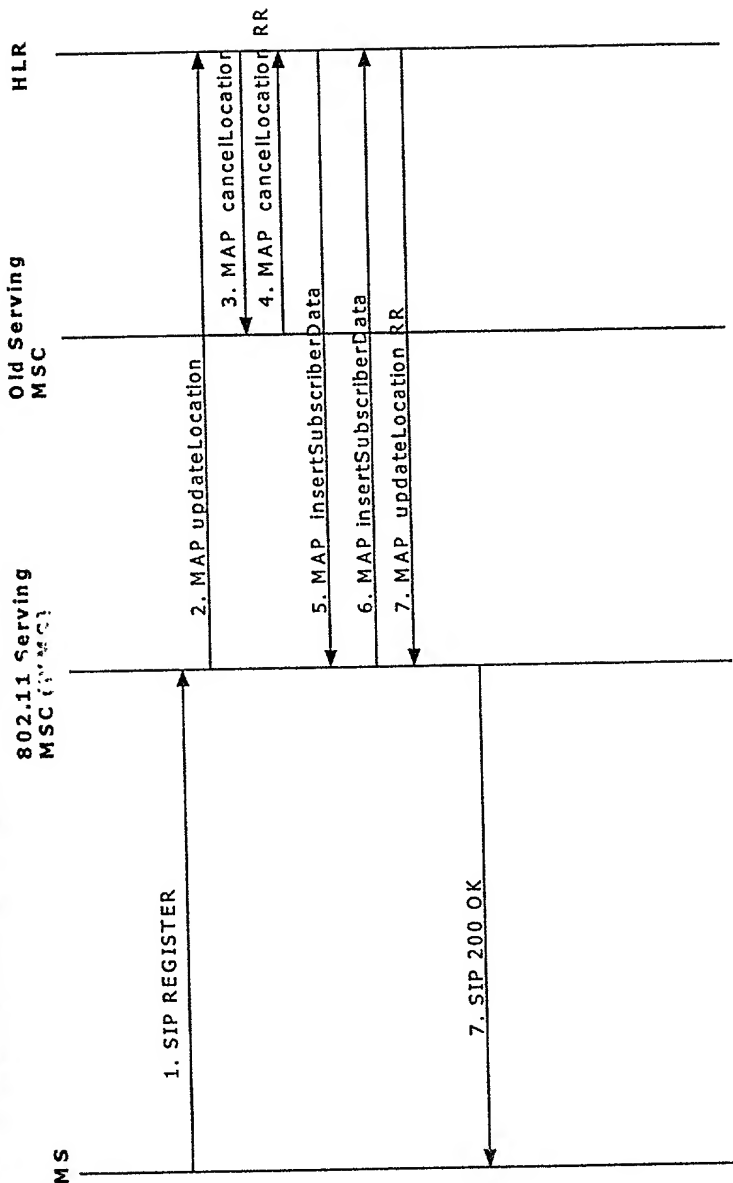 MS
802.11 Serving
MSC
Old Serving
MSC
HLR
1. SIP REGISTER
2. MAP updateLocation
3. MAP cancelLocation
4. MAP cancelLocation RR
5. MAP insertSubscriberData
6. MAP insertSubscriberData
7. MAP updateLocation RR
7. SIP 200 OK